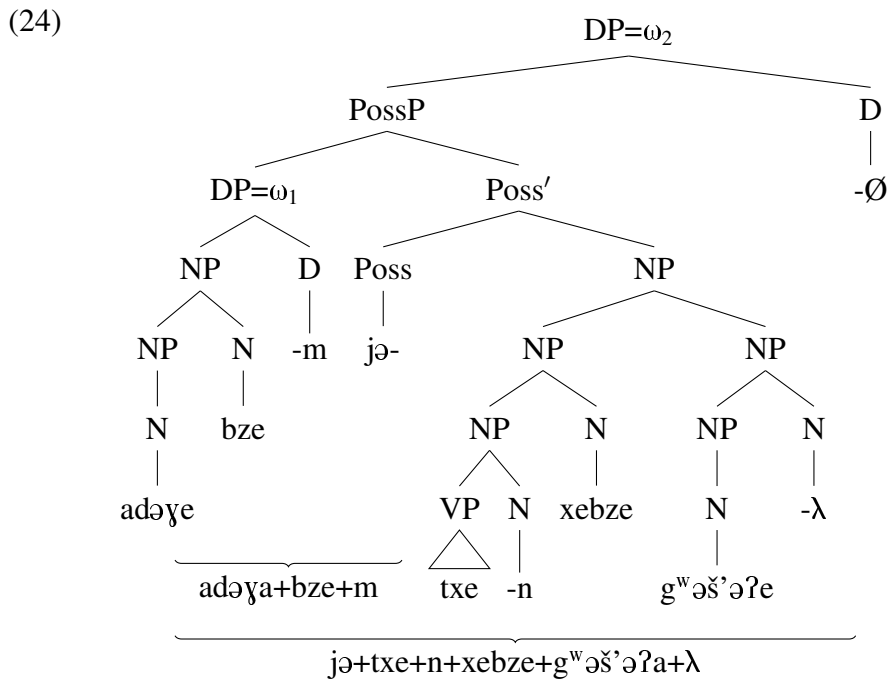 (24)
DP=ω₂
PossP D
DP=ω₁ Poss′ -Ø
NP D Poss NP
NP N -m jə- NP NP
N bze NP N NP N
adəɣe VP N xebze N -λ
adəɣa+bze+m txe -n gʷəš’əʔe
jə+txe+n+xebze+gʷəš’əʔa+λ